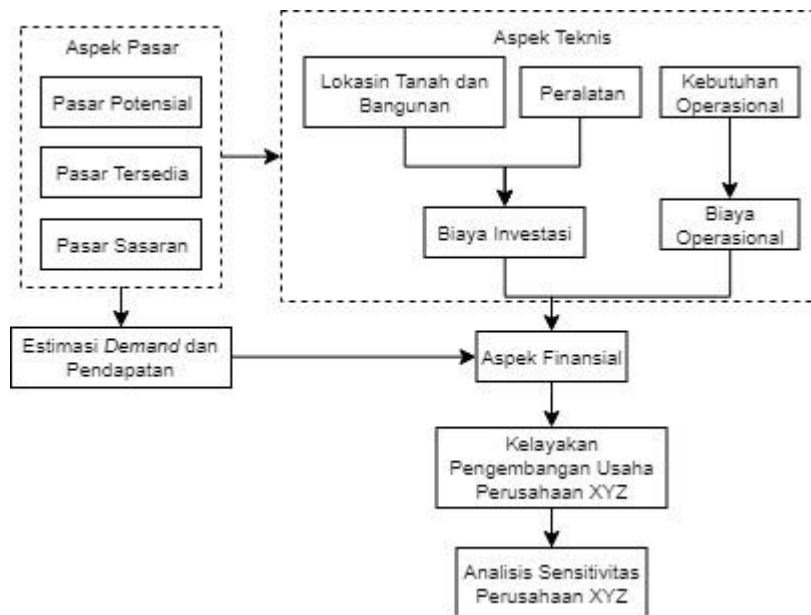 Aspek Pasar
Pasar Potensial
Pasar Tersedia
Pasar Sasaran
Aspek Teknis
Lokasin Tanah dan
Bangunan
Peralatan
Kebutuhan
Operasional
Biaya Investasi
Biaya
Operasional
Estimasi Demand dan
Pendapatan
Aspek Finansial
Kelayakan
Pengembangan Usaha
Perusahaan XYZ
Analisis Sensitivitas
Perusahaan XYZ